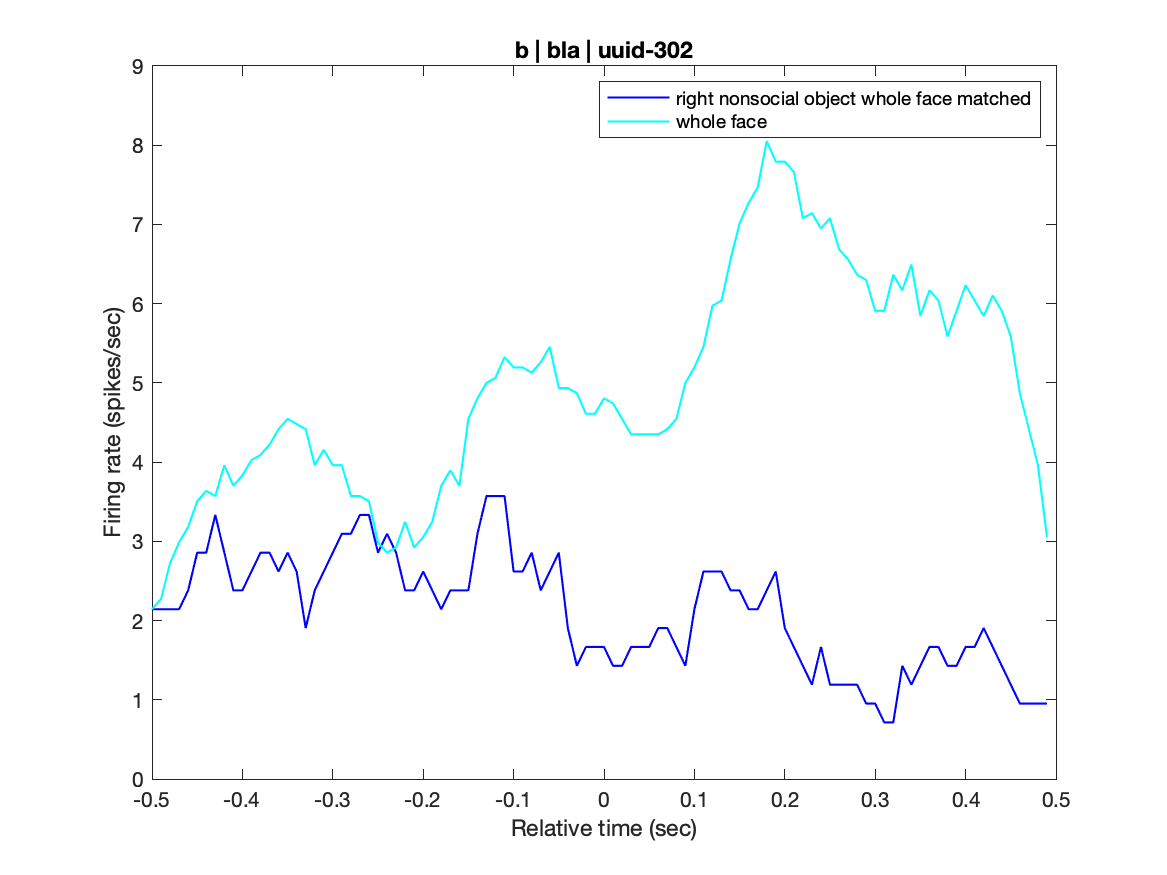 b | bla | uuid-302
right nonsocial object whole face matched
whole face
9
8
7
6
5
4
3
2
1
0
Firing rate (spikes/sec)
-0.5 -0.4 -0.3 -0.2 -0.1 0 0.1 0.2 0.3 0.4 0.5
Relative time (sec)